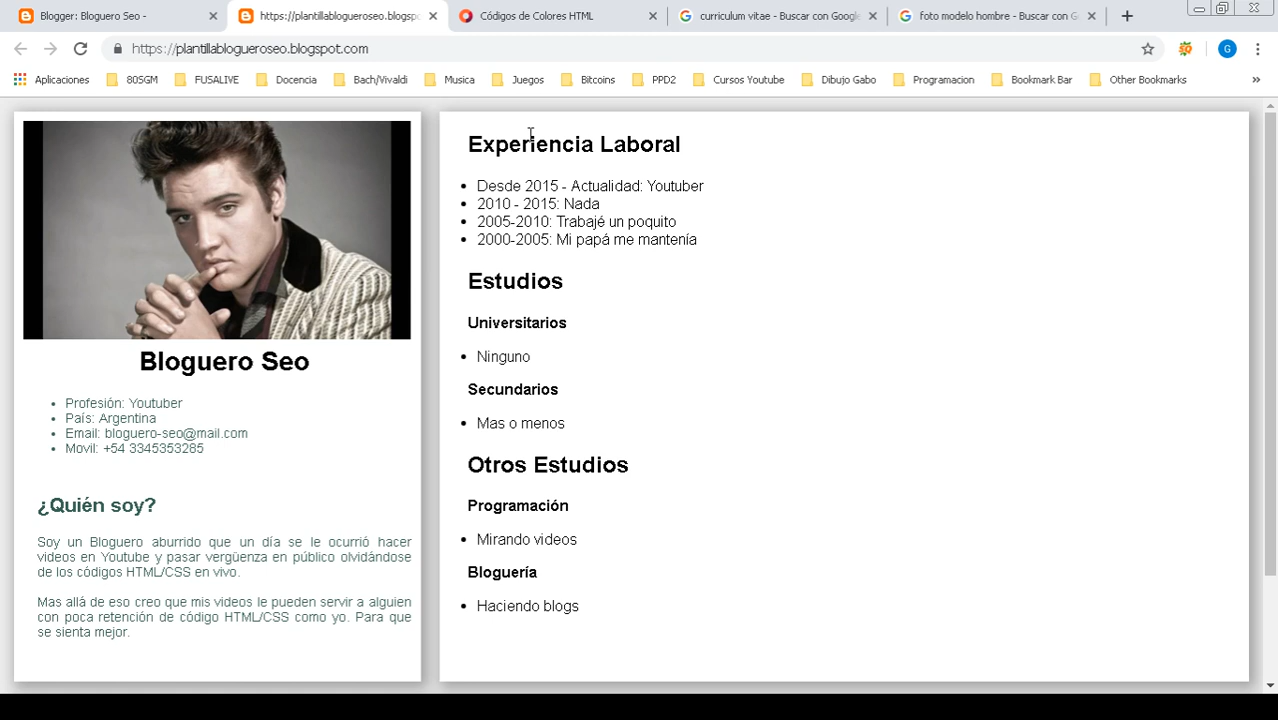 Blogger: Bloguero Seo -
https://plantillablogueroseo.blogsp
Códigos de Colores HTML
curriculum vitae - Buscar con Google
foto modelo hombre - Buscar con G
https://plantillablogueroseo.blogspot.com
G
Aplicaciones 80SGM FUSALIVE Docencia Bach/Vivaldi Musica Juegos Bitcoins PPD2 Cursos Youtube Dibujo Gabo Programacion Bookmark Bar Other Bookmarks
Bloguero Seo
Profesión: Youtuber
País: Argentina
Email: bloguero-seo@mail.com
Movil: +54 3345353285
¿Quién soy?
Soy un Bloguero aburrido que un día se le ocurrió hacer
videos en Youtube y pasar vergüenza en público olvidándose
de los códigos HTML/CSS en vivo.
Mas allá de eso creo que mis videos le pueden servir a alguien
con poca retención de código HTML/CSS como yo. Para que
se sienta mejor.
Experiencia Laboral
Desde 2015 - Actualidad: Youtuber
2010 - 2015: Nada
2005-2010: Trabajé un poquito
2000-2005: Mi papá me mantenía
Estudios
Universitarios
Ninguno
Secundarios
Mas o menos
Otros Estudios
Programación
Mirando videos
Bloguería
Haciendo blogs